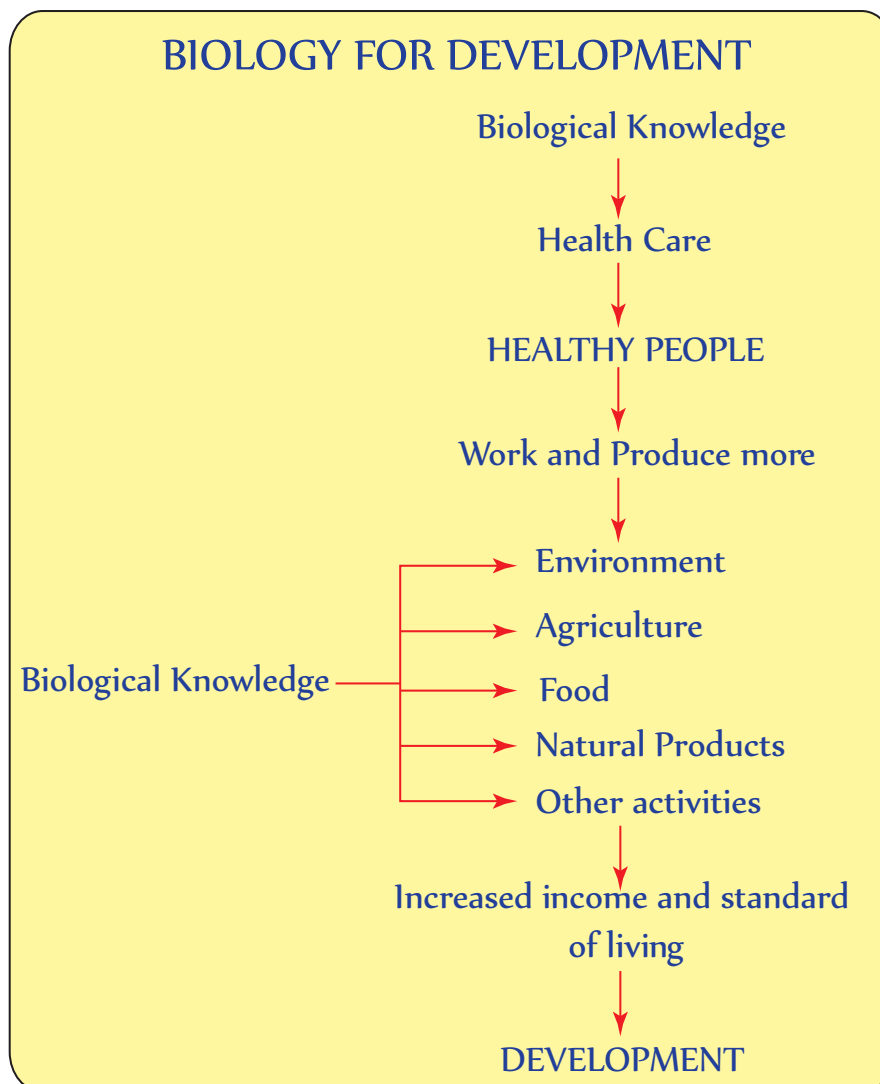 BIOLOGY FOR DEVELOPMENT
Biological Knowledge
Health Care
HEALTHY PEOPLE
Work and Produce more
Environment
Agriculture
Biological Knowledge
Food
Natural Products
Other activities
Increased income and standard
of living
DEVELOPMENT